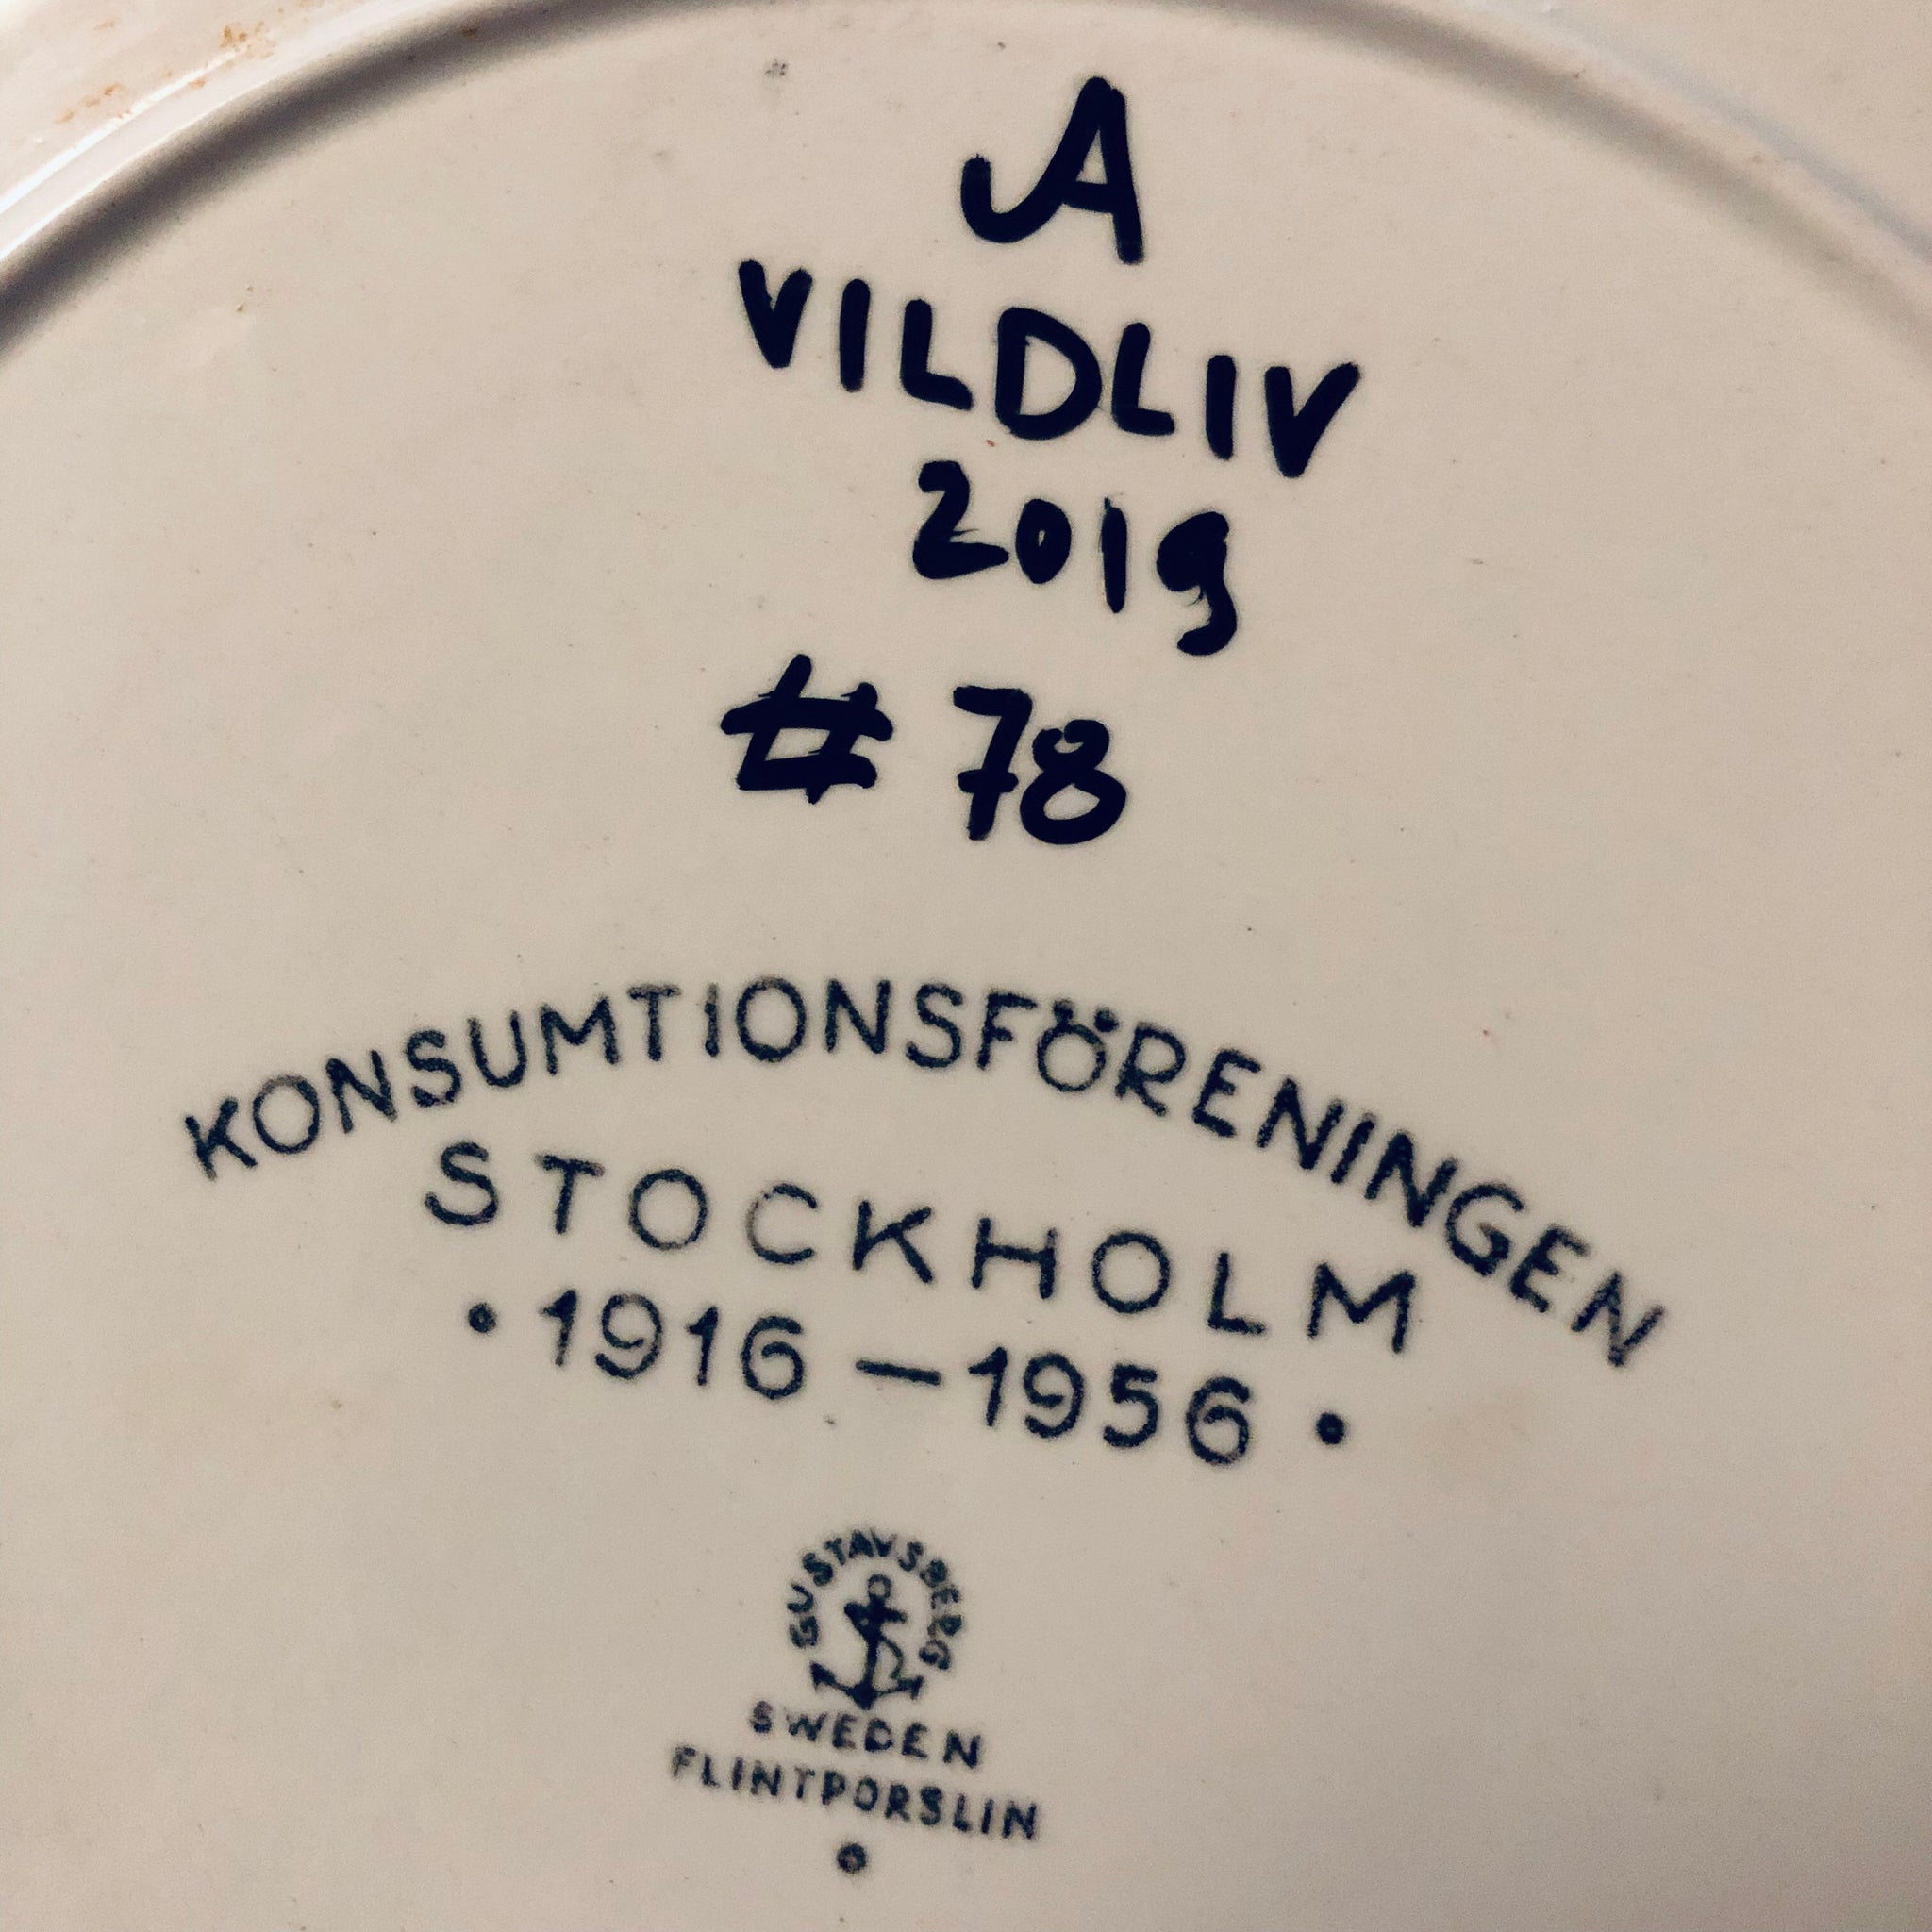 A
VILDLIV
2019
# 78
KONSUMTIONSFÖRENINGEN
STOCKHOLM
• 1916 – 1956 •
GUSTAVSBERG
SWEDEN
FLINTPORSLIN